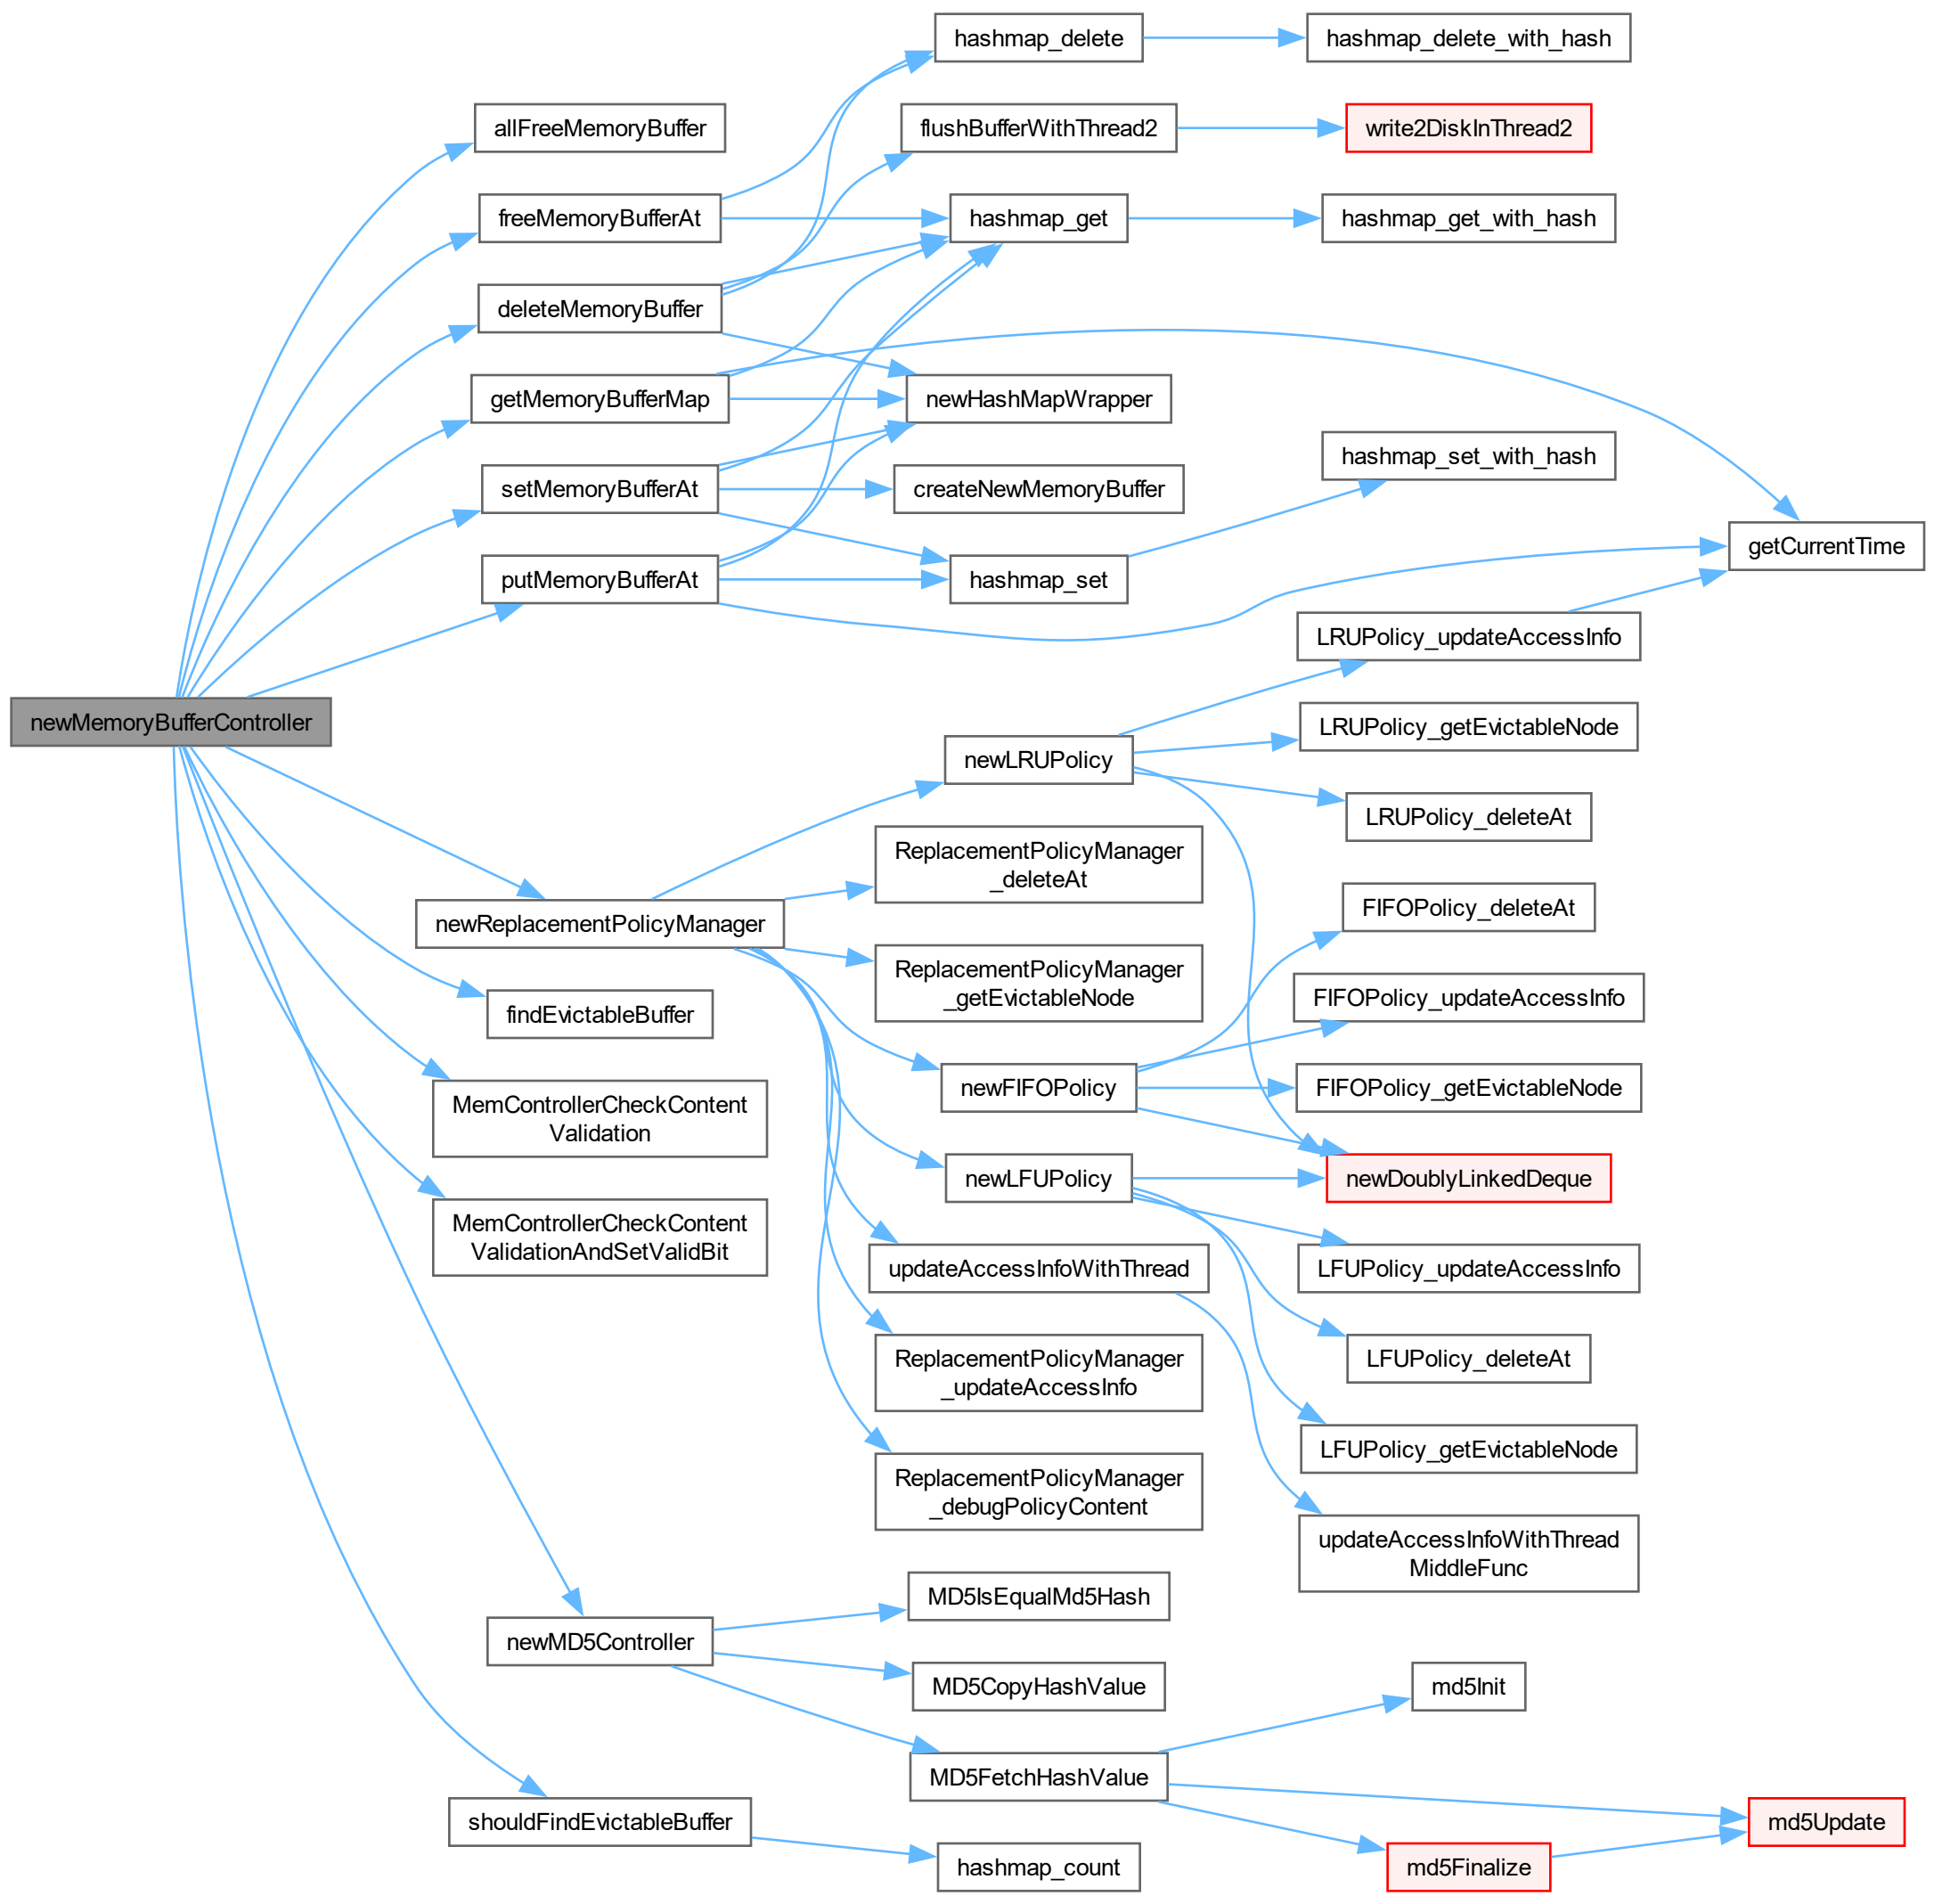 hashmap_delete
hashmap_delete_with_hash
allFreeMemoryBuffer
flushBufferWithThread2
write2DiskInThread2
freeMemoryBufferAt
hashmap_get
hashmap_get_with_hash
deleteMemoryBuffer
getMemoryBufferMap
newHashMapWrapper
hashmap_set_with_hash
setMemoryBufferAt
createNewMemoryBuffer
getCurrentTime
putMemoryBufferAt
hashmap_set
LRUPolicy_updateAccessInfo
newMemoryBufferController
LRUPolicy_getEvictableNode
newLRUPolicy
LRUPolicy_deleteAt
ReplacementPolicyManager
_deleteAt
FIFOPolicy_deleteAt
newReplacementPolicyManager
ReplacementPolicyManager
_getEvictableNode
FIFOPolicy_updateAccessInfo
findEvictableBuffer
newFIFOPolicy
FIFOPolicy_getEvictableNode
MemControllerCheckContent
Validation
newLFUPolicy
newDoublyLinkedDeque
MemControllerCheckContent
ValidationAndSetValidBit
updateAccessInfoWithThread
LFUPolicy_updateAccessInfo
ReplacementPolicyManager
_updateAccessInfo
LFUPolicy_deleteAt
LFUPolicy_getEvictableNode
ReplacementPolicyManager
_debugPolicyContent
updateAccessInfoWithThread
MiddleFunc
MD5IsEqualMd5Hash
newMD5Controller
MD5CopyHashValue
md5Init
MD5FetchHashValue
shouldFindEvictableBuffer
md5Update
hashmap_count
md5Finalize